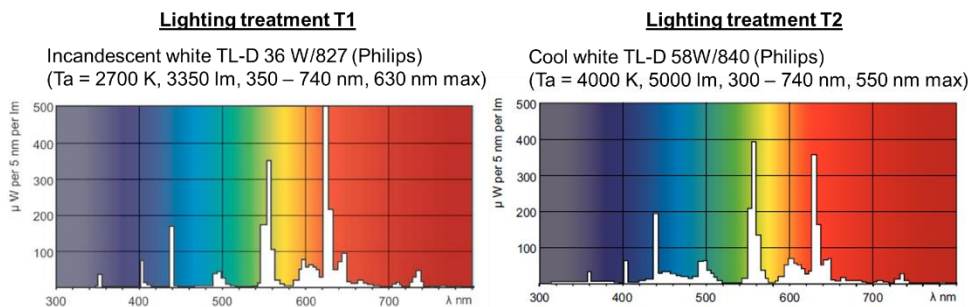 Lighting treatment T1
Incandescent white TL-D 36 W/827 (Philips)
(Ta = 2700 K, 3350 lm, 350 – 740 nm, 630 nm max)
μ W per 5 nm per lm
500
400
300
200
100
300
400
500
600
700
λ nm
Lighting treatment T2
Cool white TL-D 58W/840 (Philips)
(Ta = 4000 K, 5000 lm, 300 – 740 nm, 550 nm max)
μ W per 5 nm per lm
500
400
300
200
100
300
400
500
600
700
λ nm